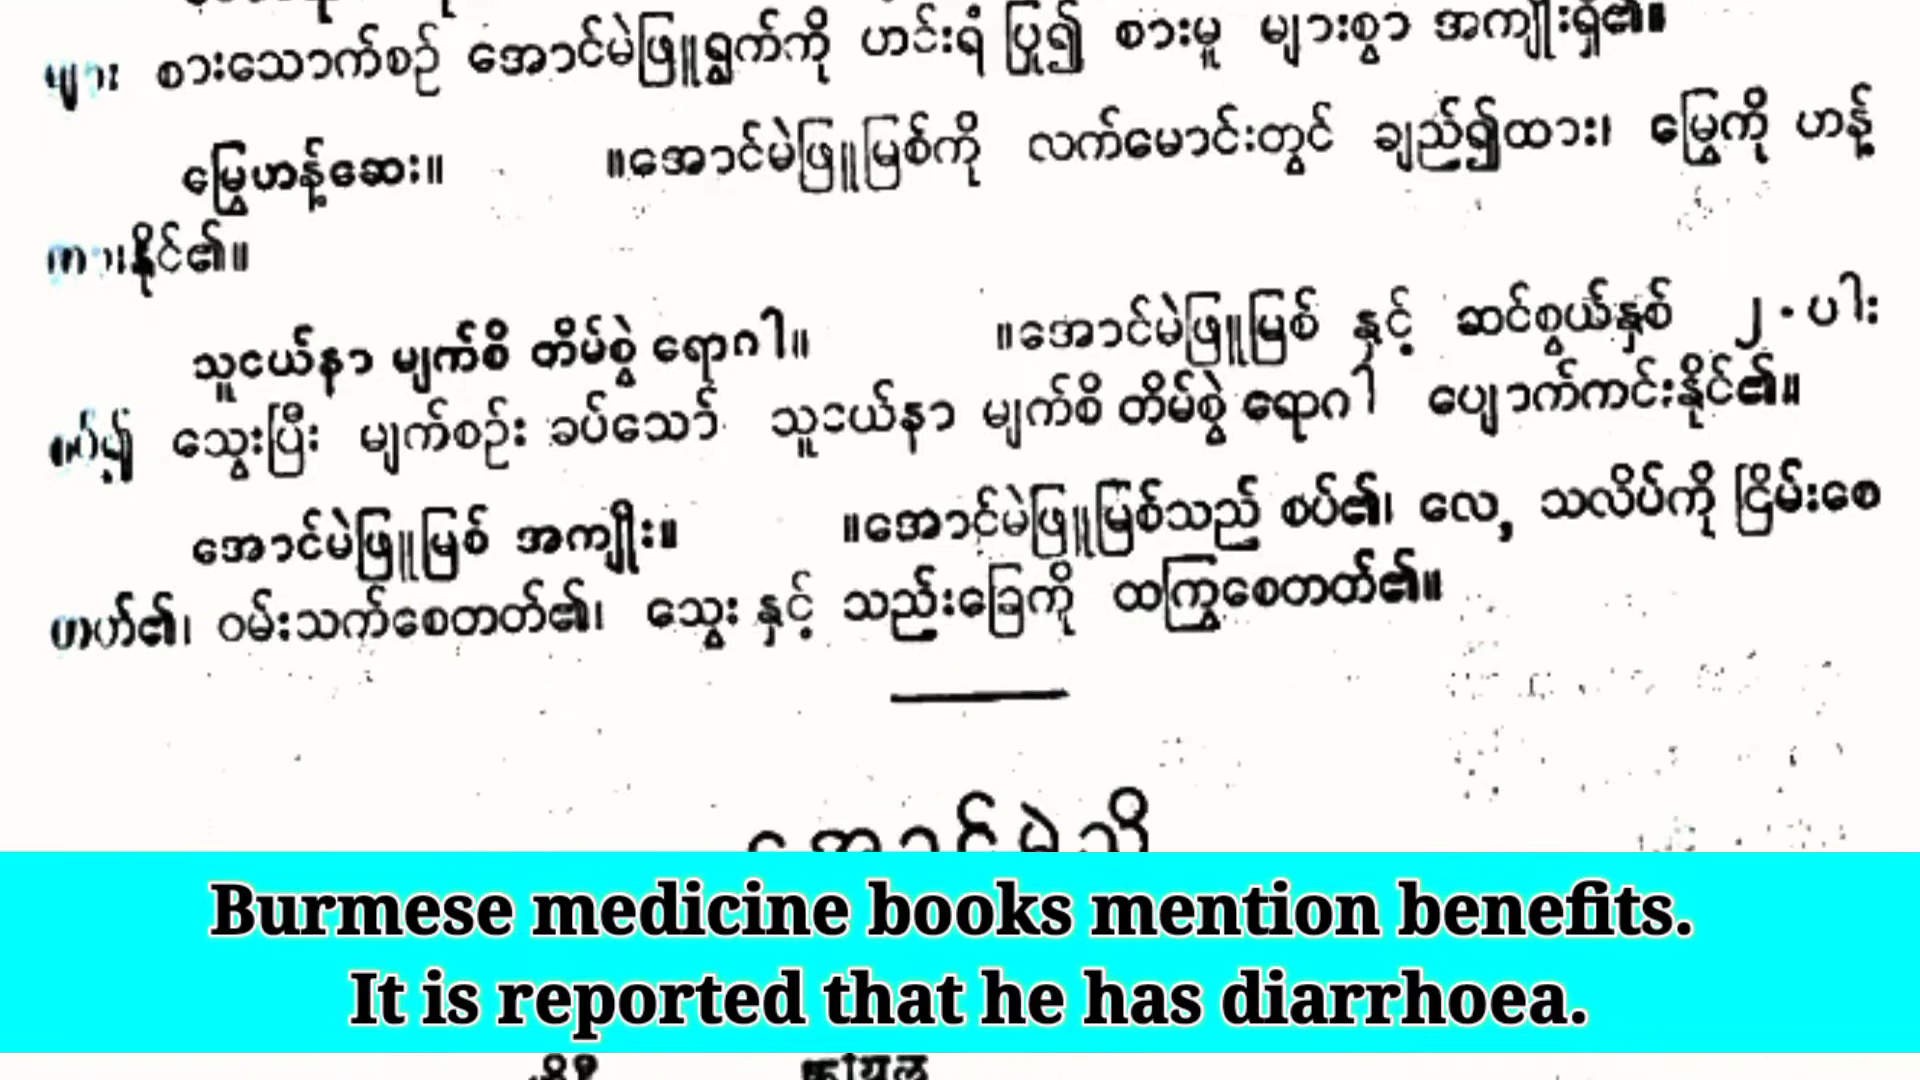 များ စားသောက်စဉ် အောင်မဲဖြူရွက်ကို ဟင်းရံ ပြု၍ စားမူ များစွာ အကျိုးရှိ၏။
မြွေဟန့်ဆေး။ ။အောင်မဲဖြူမြစ်ကို လက်မောင်းတွင် ချည်၍ထား၊ မြွေကို ဟန့်
တားနိုင်၏။
သူငယ်နာ မျက်စိ တိမ်စွဲ ရောဂါ။ ။အောင်မဲဖြူမြစ် နှင့် ဆင်စွယ်နှစ် ၂-ပါး
စပ်၍ သွေးပြီး မျက်စဉ်း ခပ်သော် သူငယ်နာ မျက်စိ တိမ်စွဲ ရောဂါ ပျောက်ကင်းနိုင်၏။
အောင်မဲဖြူမြစ် အကျိုး။ ။အောင်မဲဖြူမြစ်သည် စပ်၏၊ လေ, သလိပ်ကို ငြိမ်းစေ
တတ်၏၊ ဝမ်းသက်စေတတ်၏၊ သွေး နှင့် သည်းခြေကို ထကြွစေတတ်၏။
Burmese medicine books mention benefits.
It is reported that he has diarrhoea.